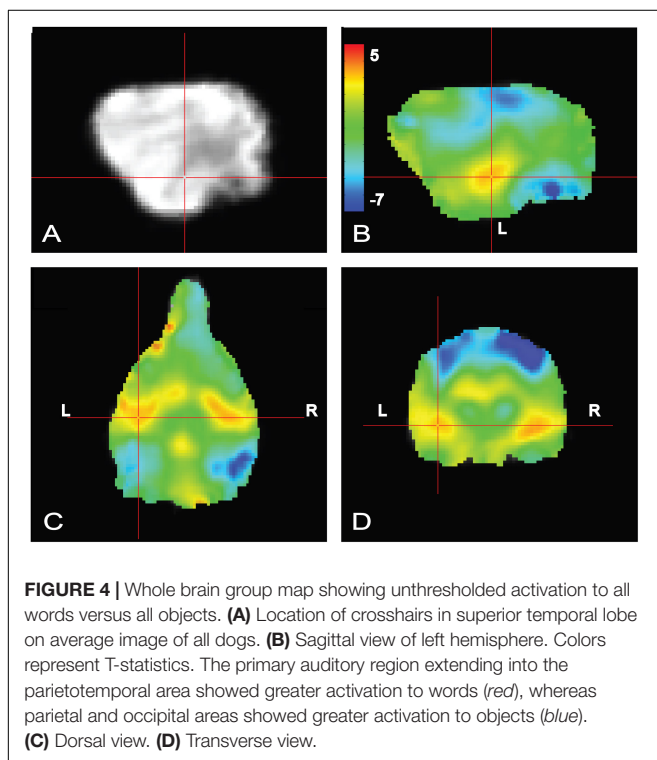 5
-7
A
B
L
L
R
C
L
R
D
FIGURE 4 | Whole brain group map showing unthresholded activation to all
words versus all objects. (A) Location of crosshairs in superior temporal lobe
on average image of all dogs. (B) Sagittal view of left hemisphere. Colors
represent T-statistics. The primary auditory region extending into the
parietotemporal area showed greater activation to words (red), whereas
parietal and occipital areas showed greater activation to objects (blue).
(C) Dorsal view. (D) Transverse view.